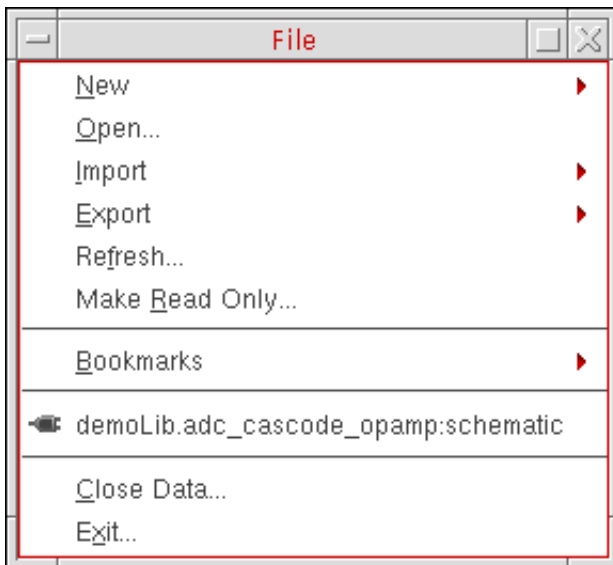 File
New
Open...
Import
Export
Refresh...
Make Read Only...
Bookmarks
demoLib.adc_cascode_opamp:schematic
Close Data...
Exit...